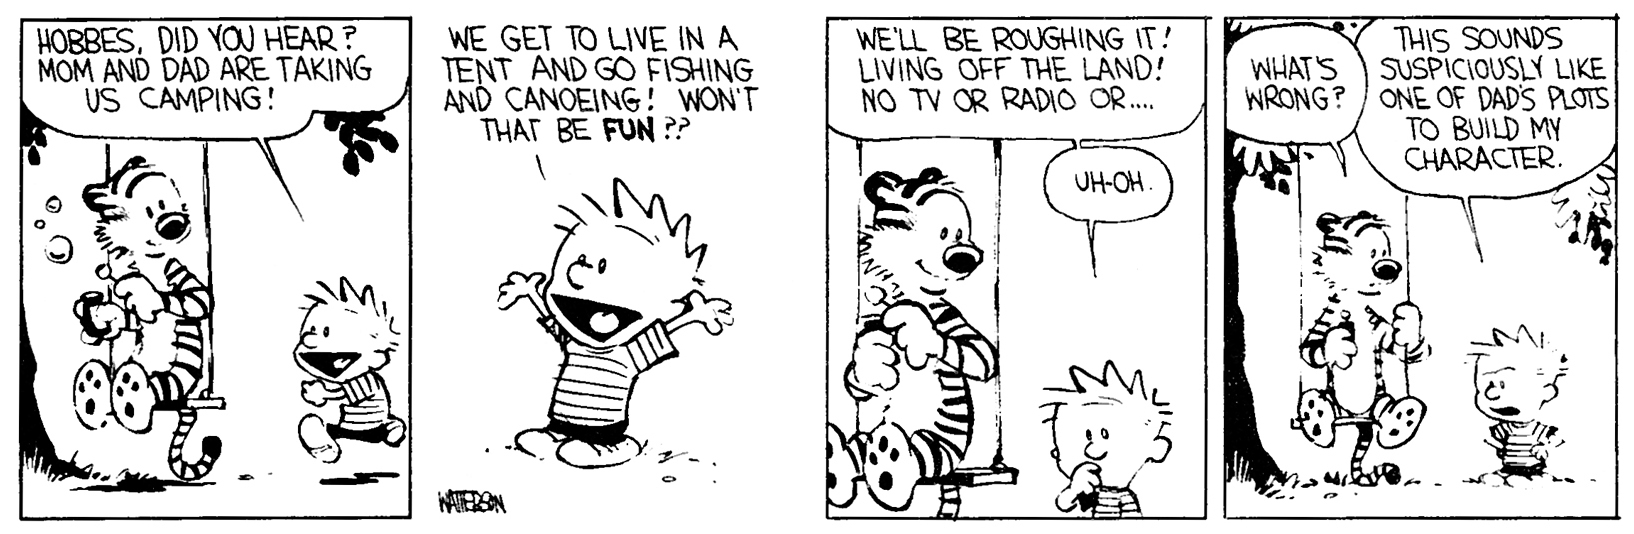 HOBBES, DID YOU HEAR?
MOM AND DAD ARE TAKING
US CAMPING!
WE GET TO LIVE IN A
TENT AND GO FISHING
AND CANOEING! WON'T
THAT BE FUN??
WATTERSON
WE'LL BE ROUGHING IT!
LIVING OFF THE LAND!
NO TV OR RADIO OR....
UH-OH.
WHAT'S
WRONG?
THIS SOUNDS
SUSPICIOUSLY LIKE
ONE OF DAD'S PLOTS
TO BUILD MY
CHARACTER.